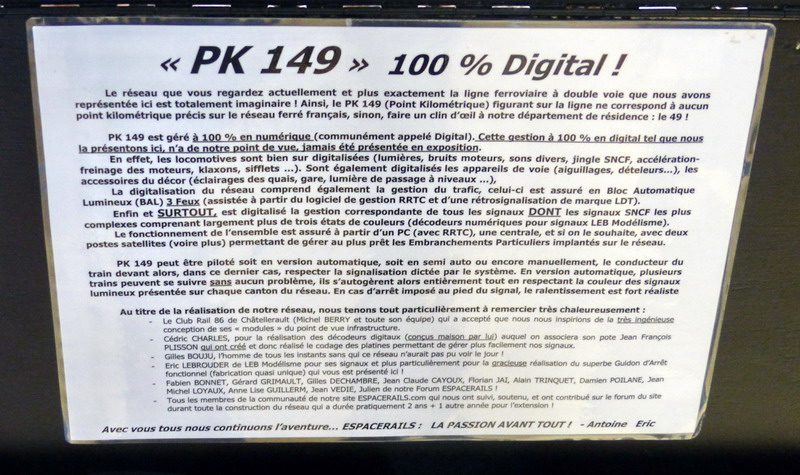 « PK 149 » 100 % Digital !
Le réseau que vous regardez actuellement et plus exactement la ligne ferroviaire à double voie que nous avons
représentée ici est totalement imaginaire ! Ainsi, le PK 149 (Point Kilométrique) figurant sur la ligne ne correspond à aucun
point kilométrique précis sur le réseau ferré français, sinon, faire un clin d'œil à notre département de résidence : le 49 !
PK 149 est géré à 100 % en numérique (communément appelé Digital). Cette gestion à 100 % en digital tel que nous
la présentons ici, n'a de notre point de vue, jamais été présentée en exposition.
En effet, les locomotives sont bien sur digitalisées (lumières, bruits moteurs, sons divers, jingle SNCF, accélération-
freinage des moteurs, klaxons, sifflets ...). Sont également digitalisés les appareils de voie (aiguillages, dételeurs...), les
accessoires du décor (éclairages des quais, gare, lumière de passage à niveaux ...),
La digitalisation du réseau comprend également la gestion du trafic, celui-ci est assuré en Bloc Automatique
Lumineux (BAL) 3 Feux (assistée à partir du logiciel de gestion RRTC et d'une rétrosignalisation de marque LDT).
Enfin et SURTOUT, est digitalisé la gestion correspondante de tous les signaux DONT les signaux SNCF les plus
complexes comprenant largement plus de trois états de couleurs (décodeurs numériques pour signaux LEB Modélisme).
Le fonctionnement de l'ensemble est assuré à partir d'un PC (avec RRTC), une centrale, et si on le souhaite, avec deux
postes satellites (voire plus) permettant de gérer au plus prêt les Embranchements Particuliers implantés sur le réseau.
PK 149 peut être piloté soit en version automatique, soit en semi auto ou encore manuellement, le conducteur du
train devant alors, dans ce dernier cas, respecter la signalisation dictée par le système. En version automatique, plusieurs
trains peuvent se suivre sans aucun problème, ils s'autogèrent alors entièrement tout en respectant la couleur des signaux
lumineux présentée sur chaque canton du réseau. En cas d'arrêt imposé au pied du signal, le ralentissement est fort réaliste
Au titre de la réalisation de notre réseau, nous tenons tout particulièrement à remercier très chaleureusement :
- Le Club Rail 86 de Châtellerault (Michel BERRY et toute son équipe) qui a accepté que nous nous inspirions de la très ingénieuse
conception de ses « modules » du point de vue infrastructure.
- Cédric CHARLES, pour la réalisation des décodeurs digitaux (conçus maison par lui) auquel on associera son pote Jean François
PLISSON qui ont créé et donc réalisé le codage des platines permettant de gérer plus facilement nos signaux.
- Gilles BOUJU, l'homme de tous les instants sans qui ce réseau n'aurait pas pu voir le jour !
- Eric LEBROUDER de LEB Modélisme pour ses signaux et plus particulièrement pour la gracieuse réalisation du superbe Guidon d'Arrêt
fonctionnel (fabrication quasi unique) qui vous est présenté ici !
- Fabien BONNET, Gérard GRIMAULT, Gilles DECHAMBRE, Jean Claude CAYOUX, Florian JAI, Alain TRINQUET, Damien POILANE, Jean
Michel LOYAUX, Anne Lise GUILLERM, Jean VEDIE, Julien de notre Forum ESPACERAILS !
- Tous les membres de la communauté de notre site ESPACERAILS.com qui nous ont suivi, soutenu, et ont contribué sur le forum du site
durant toute la construction du réseau qui a durée pratiquement 2 ans + 1 autre année pour l'extension !
Avec vous tous nous continuons l'aventure... ESPACERAILS : LA PASSION AVANT TOUT ! - Antoine Eric